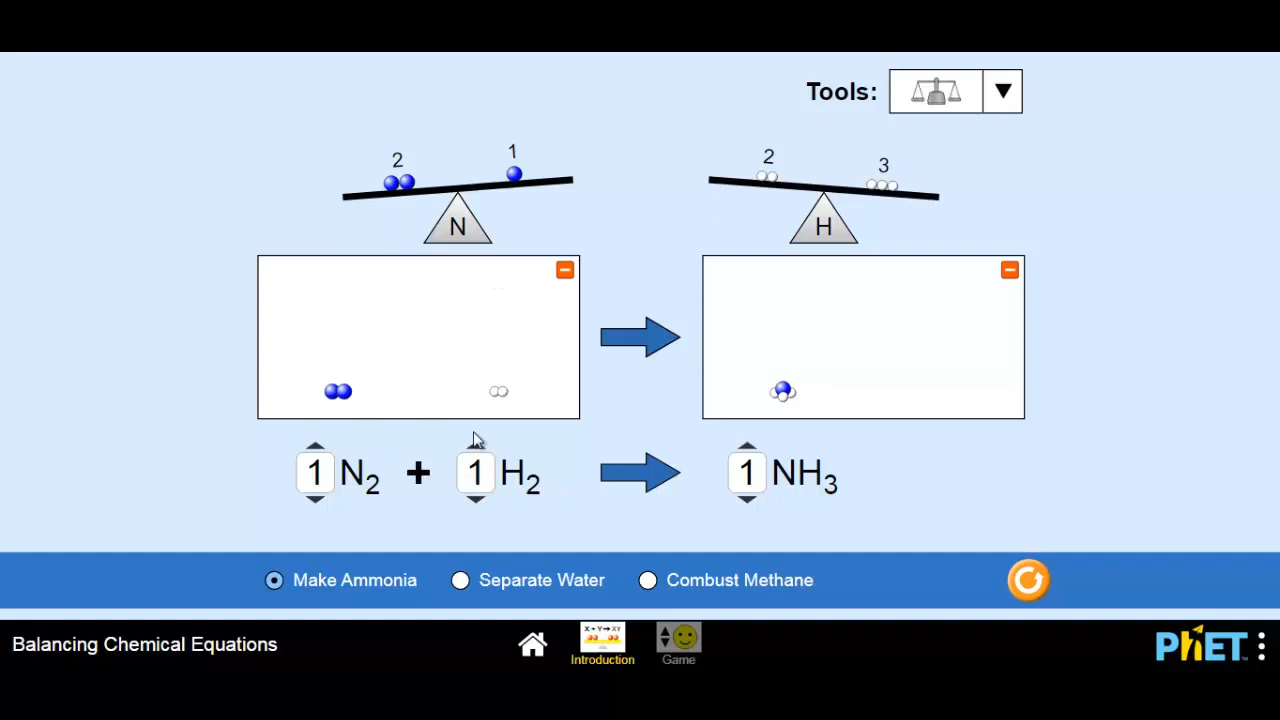 Tools:
2 1 2 3
N H
1 N2 + 1 H2 1 NH3
Make Ammonia Separate Water Combust Methane
X + Y → XY
Balancing Chemical Equations Introduction Game PhET